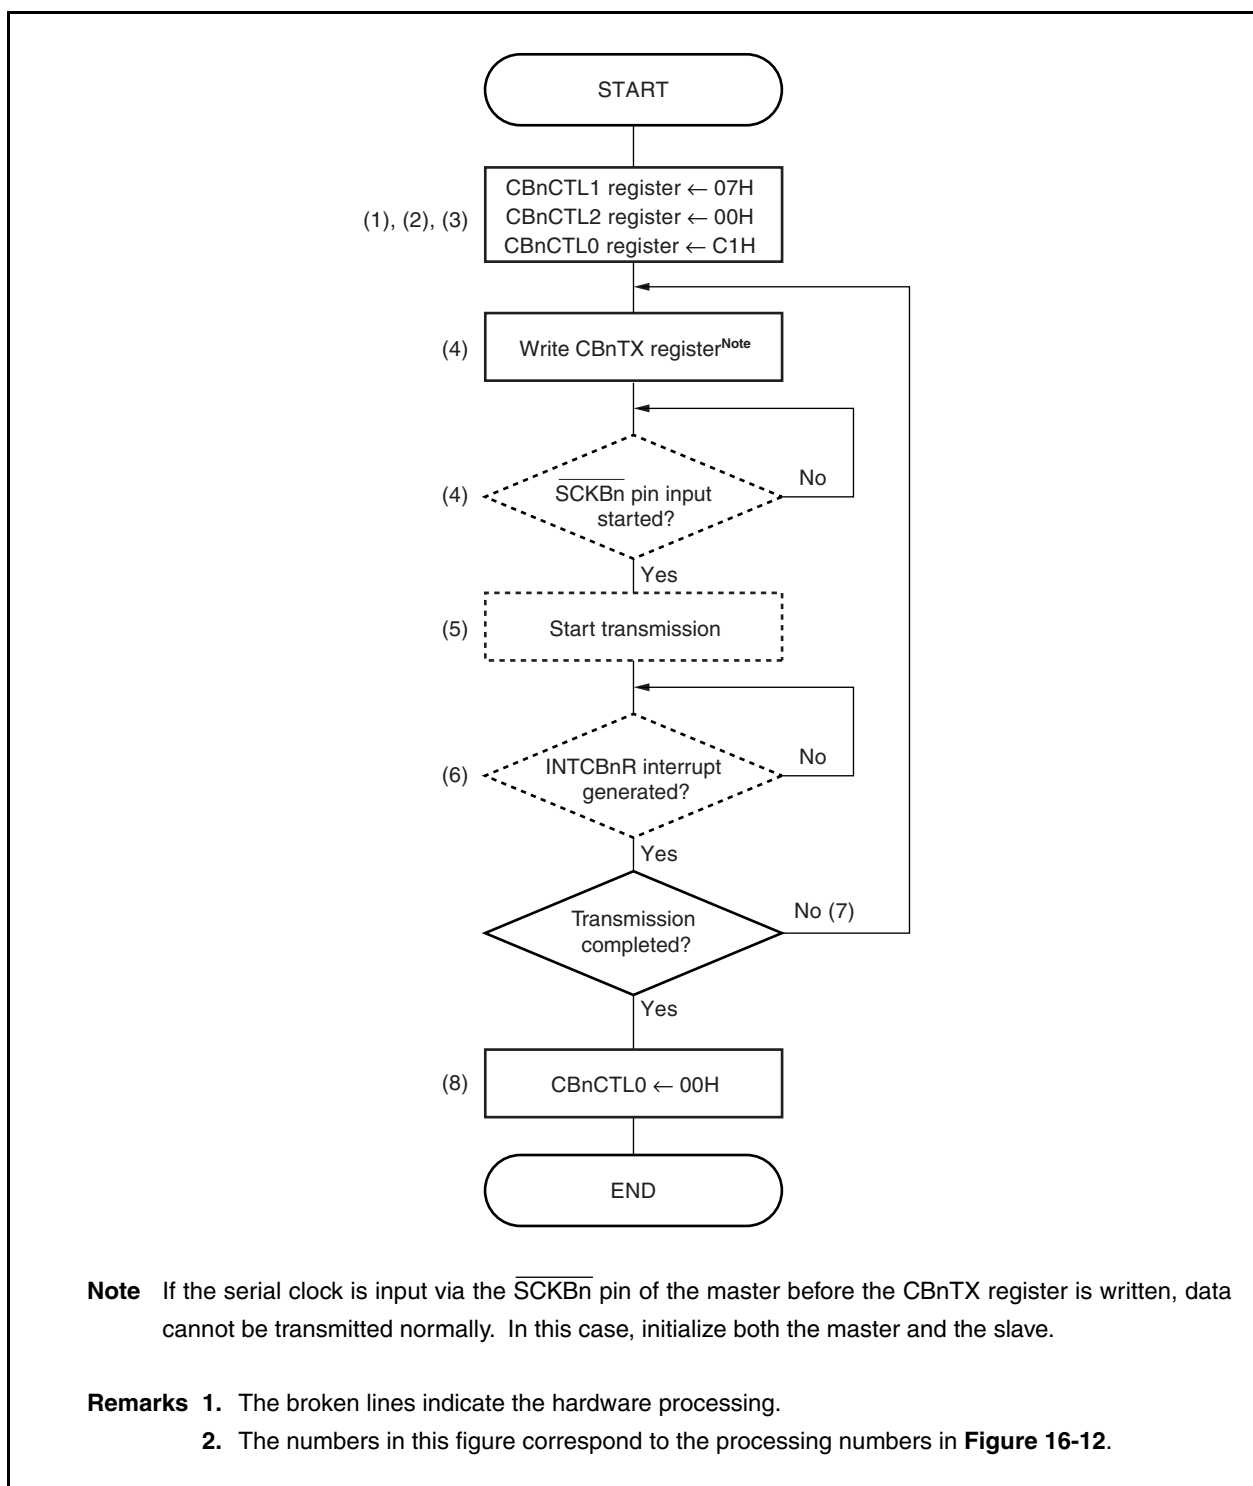 START
(1), (2), (3)
CBnCTL1 register ← 07H
CBnCTL2 register ← 00H
CBnCTL0 register ← C1H
(4)
Write CBnTX register^Note
(4)
S̅C̅K̅B̅n̅ pin input
started?
No
Yes
(5)
Start transmission
(6)
INTCBnR interrupt
generated?
No
Yes
Transmission
completed?
No (7)
Yes
(8)
CBnCTL0 ← 00H
END
Note If the serial clock is input via the S̅C̅K̅B̅n̅ pin of the master before the CBnTX register is written, data
cannot be transmitted normally. In this case, initialize both the master and the slave.
Remarks 1. The broken lines indicate the hardware processing.
2. The numbers in this figure correspond to the processing numbers in Figure 16-12.